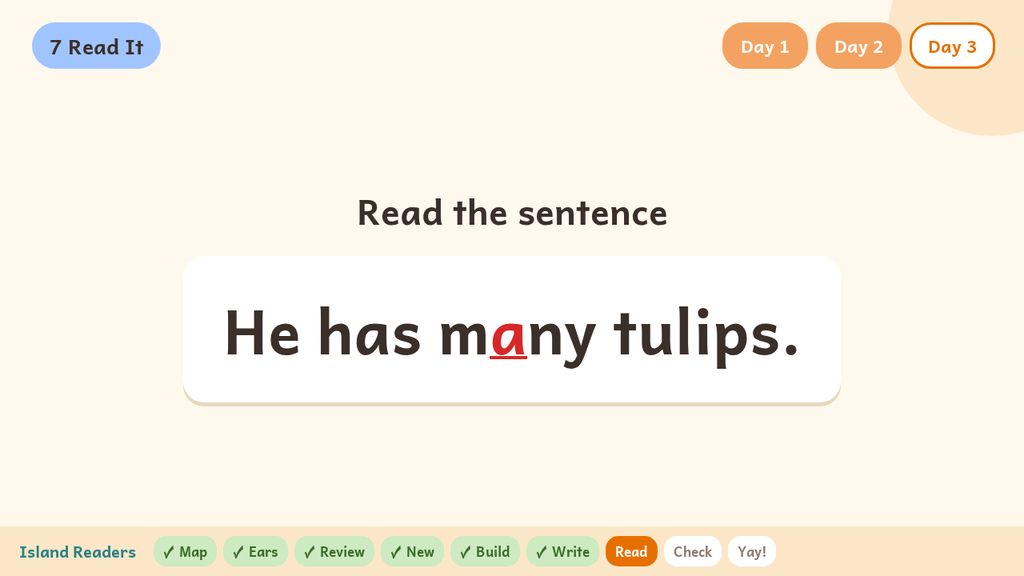 7 Read It
Day 1 Day 2 Day 3
Read the sentence
He has many tulips.
Island Readers ✓ Map ✓ Ears ✓ Review ✓ New ✓ Build ✓ Write Read Check Yay!